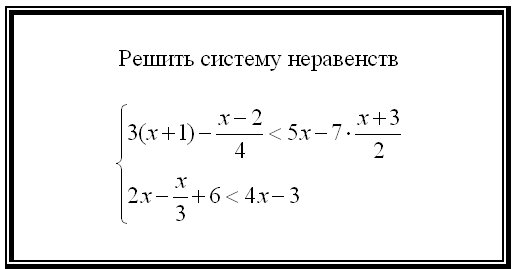 Решить систему неравенств
3(x+1) − (x−2)/4 < 5x − 7 · (x+3)/2
2x − x/3 + 6 < 4x − 3